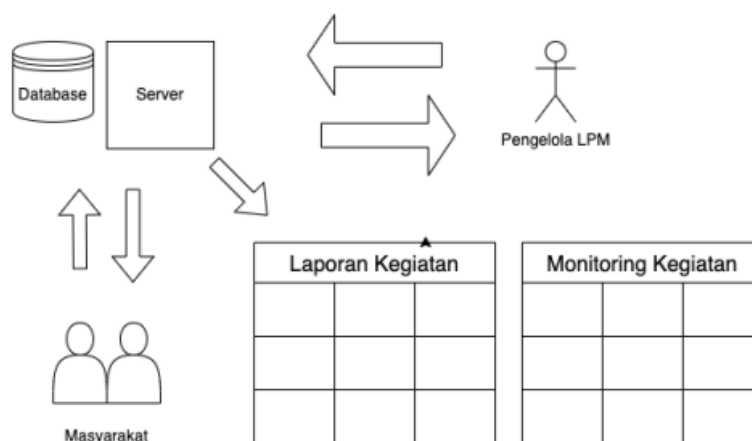 Database
Server
Pengelola LPM
Laporan Kegiatan
Monitoring Kegiatan
Masyarakat